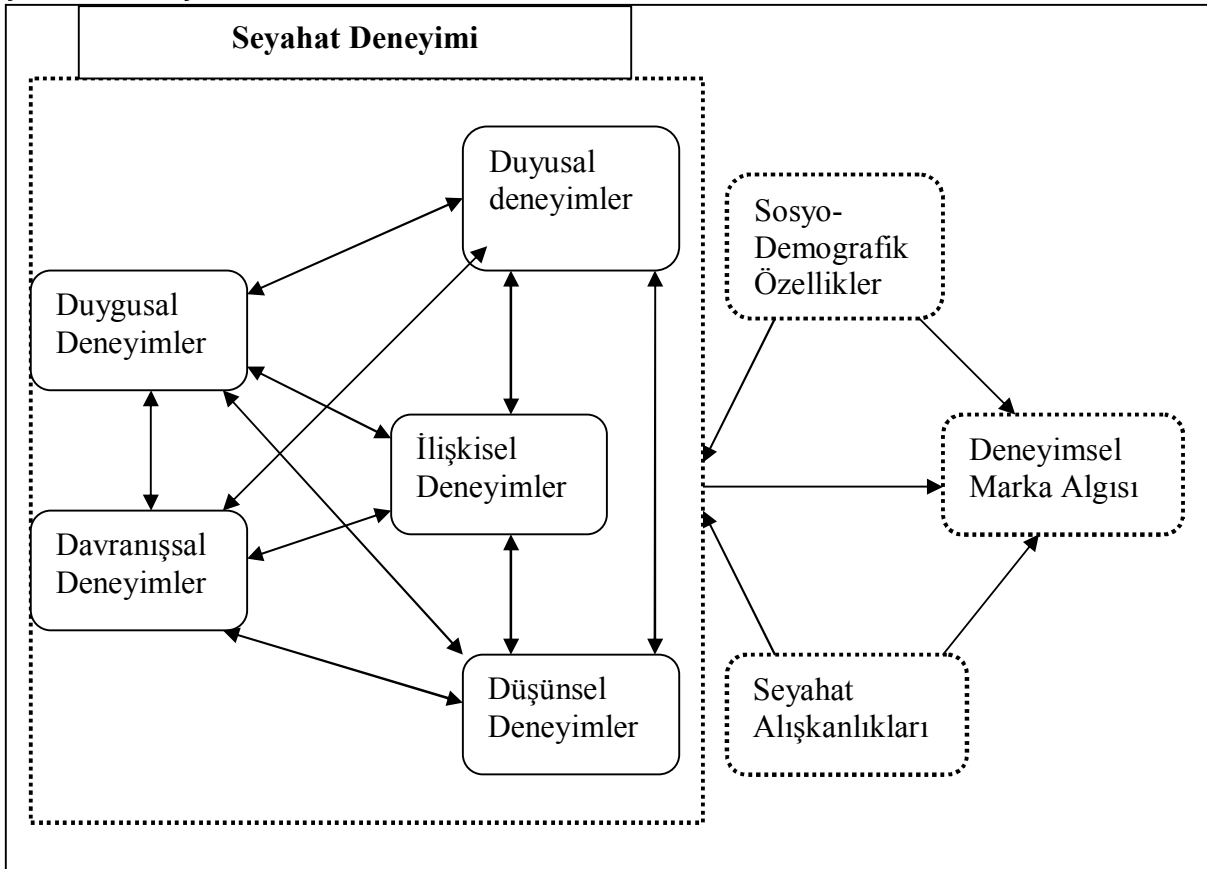 Seyahat Deneyimi
Duyusal
deneyimler
Sosyo-
Demografik
Özellikler
Duygusal
Deneyimler
İlişkisel
Deneyimler
Deneyimsel
Marka Algısı
Davranışsal
Deneyimler
Düşünsel
Deneyimler
Seyahat
Alışkanlıkları